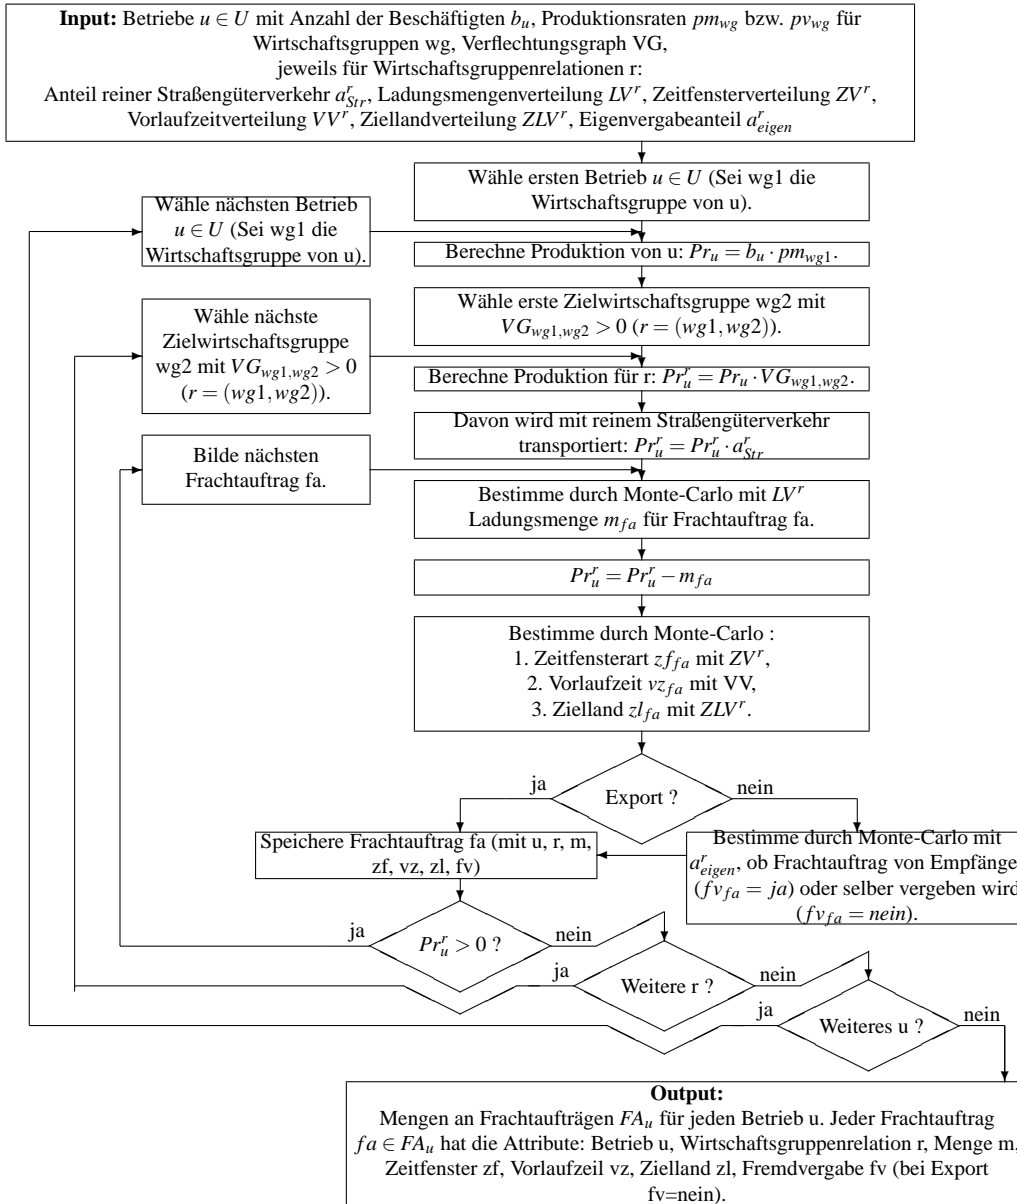 Input: Betriebe u ∈ U mit Anzahl der Beschäftigten b_u, Produktionsraten pm_wg bzw. pv_wg für
Wirtschaftsgruppen wg, Verflechtungsgraph VG,
jeweils für Wirtschaftsgruppenrelationen r:
Anteil reiner Straßengüterverkehr a^r_Str, Ladungsmengenverteilung LV^r, Zeitfensterverteilung ZV^r,
Vorlaufzeitverteilung VV^r, Ziellandverteilung ZLV^r, Eigenvergabeanteil a^r_eigen
Wähle ersten Betrieb u ∈ U (Sei wg1 die
Wirtschaftsgruppe von u).
Wähle nächsten Betrieb
u ∈ U (Sei wg1 die
Wirtschaftsgruppe von u).
Berechne Produktion von u: Pr_u = b_u · pm_wg1.
Wähle erste Zielwirtschaftsgruppe wg2 mit
VG_wg1,wg2 > 0 (r = (wg1, wg2)).
Wähle nächste
Zielwirtschaftsgruppe
wg2 mit VG_wg1,wg2 > 0
(r = (wg1, wg2)).
Berechne Produktion für r: Pr^r_u = Pr_u · VG_wg1,wg2.
Davon wird mit reinem Straßengüterverkehr
transportiert: Pr^r_u = Pr^r_u · a^r_Str
Bilde nächsten
Frachtauftrag fa.
Bestimme durch Monte-Carlo mit LV^r
Ladungsmenge m_fa für Frachtauftrag fa.
Pr^r_u = Pr^r_u − m_fa
Bestimme durch Monte-Carlo :
1. Zeitfensterart zf_fa mit ZV^r,
2. Vorlaufzeit vz_fa mit VV,
3. Zielland zl_fa mit ZLV^r.
ja
Export ?
nein
Speichere Frachtauftrag fa (mit u, r, m,
zf, vz, zl, fv)
Bestimme durch Monte-Carlo mit
a^r_eigen, ob Frachtauftrag von Empfänge
(fv_fa = ja) oder selber vergeben wird
(fv_fa = nein).
ja
Pr^r_u > 0 ?
nein
ja
Weitere r ?
nein
ja
Weiteres u ?
nein
Output:
Mengen an Frachtaufträgen FA_u für jeden Betrieb u. Jeder Frachtauftrag
fa ∈ FA_u hat die Attribute: Betrieb u, Wirtschaftsgruppenrelation r, Menge m,
Zeitfenster zf, Vorlaufzeil vz, Zielland zl, Fremdvergabe fv (bei Export
fv=nein).